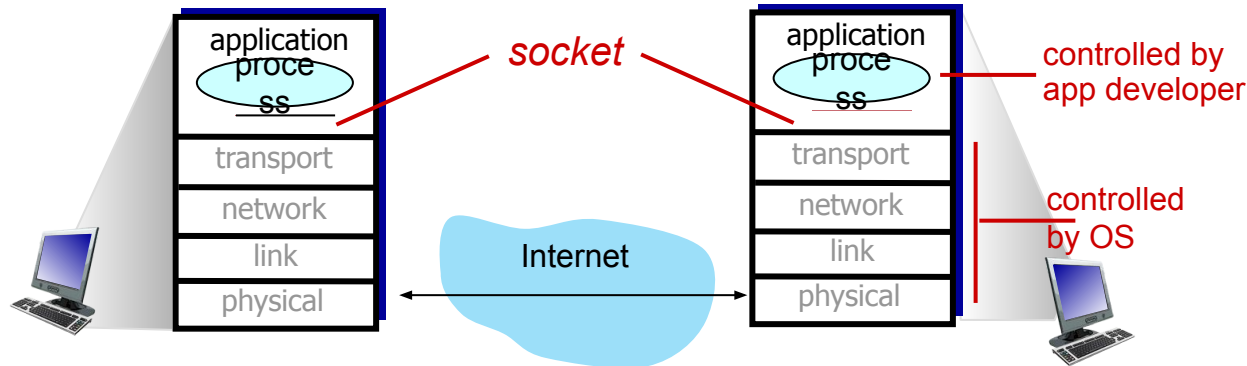 application
proce
ss
transport
network
link
physical
socket
Internet
application
proce
ss
transport
network
link
physical
controlled by
app developer
controlled
by OS